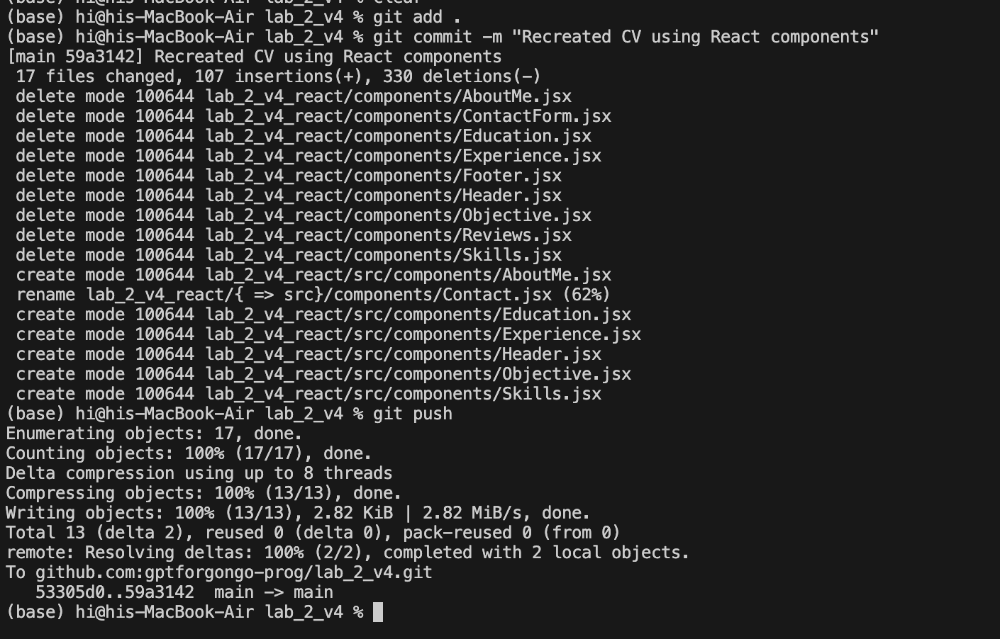 (base) hi@his-MacBook-Air lab_2_v4 % clear
(base) hi@his-MacBook-Air lab_2_v4 % git add .
(base) hi@his-MacBook-Air lab_2_v4 % git commit -m "Recreated CV using React components"
[main 59a3142] Recreated CV using React components
 17 files changed, 107 insertions(+), 330 deletions(-)
 delete mode 100644 lab_2_v4_react/components/AboutMe.jsx
 delete mode 100644 lab_2_v4_react/components/ContactForm.jsx
 delete mode 100644 lab_2_v4_react/components/Education.jsx
 delete mode 100644 lab_2_v4_react/components/Experience.jsx
 delete mode 100644 lab_2_v4_react/components/Footer.jsx
 delete mode 100644 lab_2_v4_react/components/Header.jsx
 delete mode 100644 lab_2_v4_react/components/Objective.jsx
 delete mode 100644 lab_2_v4_react/components/Reviews.jsx
 delete mode 100644 lab_2_v4_react/components/Skills.jsx
 create mode 100644 lab_2_v4_react/src/components/AboutMe.jsx
 rename lab_2_v4_react/{ => src}/components/Contact.jsx (62%)
 create mode 100644 lab_2_v4_react/src/components/Education.jsx
 create mode 100644 lab_2_v4_react/src/components/Experience.jsx
 create mode 100644 lab_2_v4_react/src/components/Header.jsx
 create mode 100644 lab_2_v4_react/src/components/Objective.jsx
 create mode 100644 lab_2_v4_react/src/components/Skills.jsx
(base) hi@his-MacBook-Air lab_2_v4 % git push
Enumerating objects: 17, done.
Counting objects: 100% (17/17), done.
Delta compression using up to 8 threads
Compressing objects: 100% (13/13), done.
Writing objects: 100% (13/13), 2.82 KiB | 2.82 MiB/s, done.
Total 13 (delta 2), reused 0 (delta 0), pack-reused 0 (from 0)
remote: Resolving deltas: 100% (2/2), completed with 2 local objects.
To github.com:gptforgongo-prog/lab_2_v4.git
   53305d0..59a3142  main -> main
(base) hi@his-MacBook-Air lab_2_v4 %